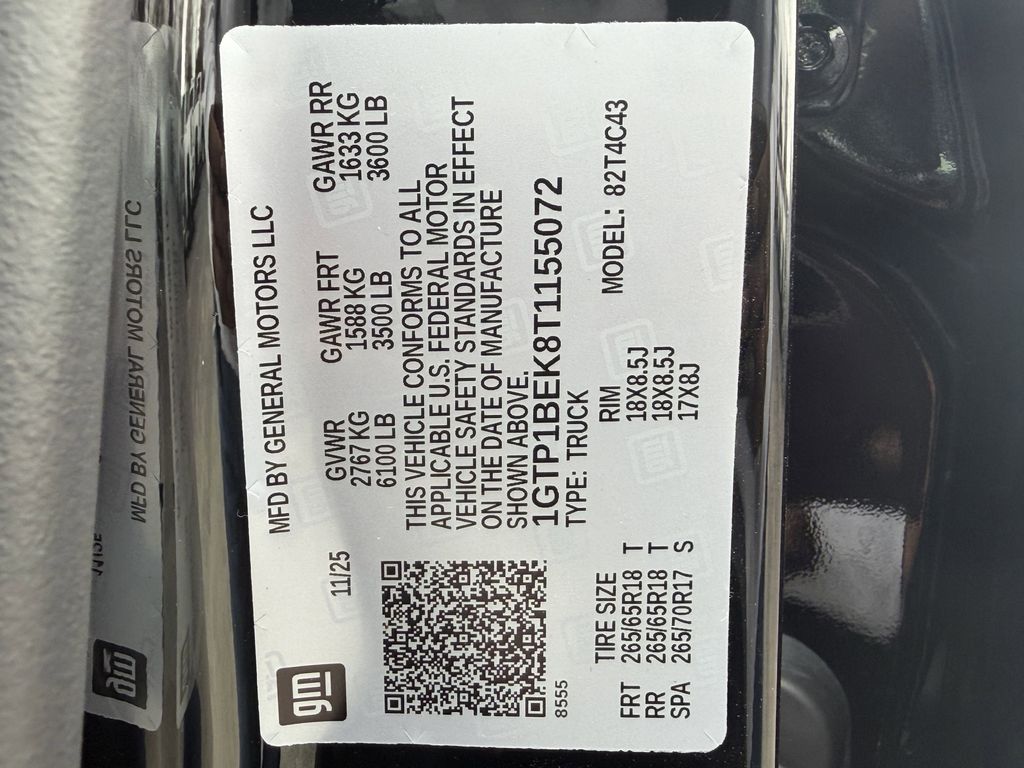 gm
MFD BY GENERAL MOTORS LLC
11/25
GVWR GAWR FRT GAWR RR
2767 KG 1588 KG 1633 KG
6100 LB 3500 LB 3600 LB
THIS VEHICLE CONFORMS TO ALL
APPLICABLE U.S. FEDERAL MOTOR
VEHICLE SAFETY STANDARDS IN EFFECT
ON THE DATE OF MANUFACTURE
SHOWN ABOVE.
1GTP1BEK8T1155072
8555
TYPE: TRUCK
MODEL: 82T4C43
TIRE SIZE RIM
FRT 265/65R18 T 18X8.5J
RR 265/65R18 T 18X8.5J
SPA 265/70R17 S 17X8J
gm
MFD BY GENERAL MOTORS LLC